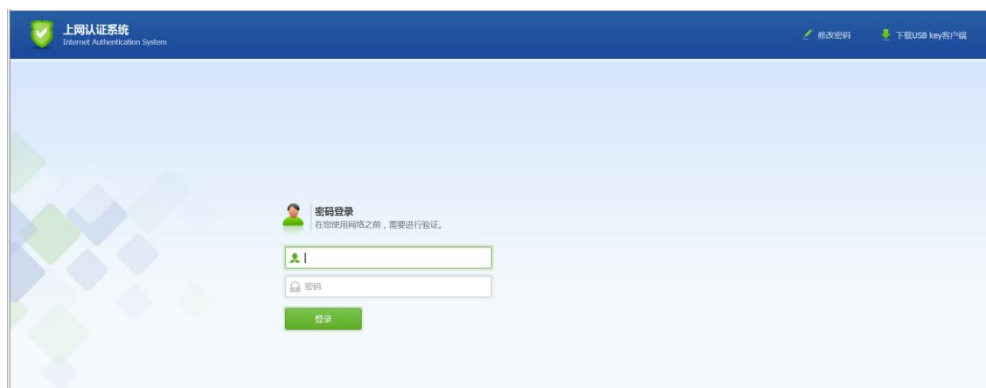 上网认证系统
Internet Authentication System
修改密码
下载USB key客户端
密码登录
在您使用网络之前，需要进行验证。
密码
登录